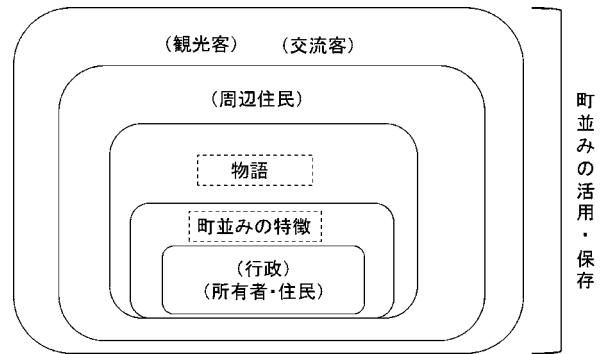 (観光客) (交流客)
(周辺住民)
物語
町並みの特徴
(行政)
(所有者・住民)
町並みの活用・保存